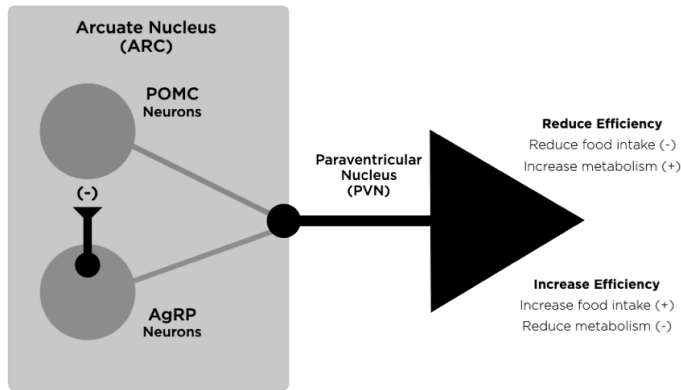 Arcuate Nucleus
(ARC)
POMC
Neurons
(-)
AgRP
Neurons
Paraventricular
Nucleus
(PVN)
Reduce Efficiency
Reduce food intake (-)
Increase metabolism (+)
Increase Efficiency
Increase food intake (+)
Reduce metabolism (-)